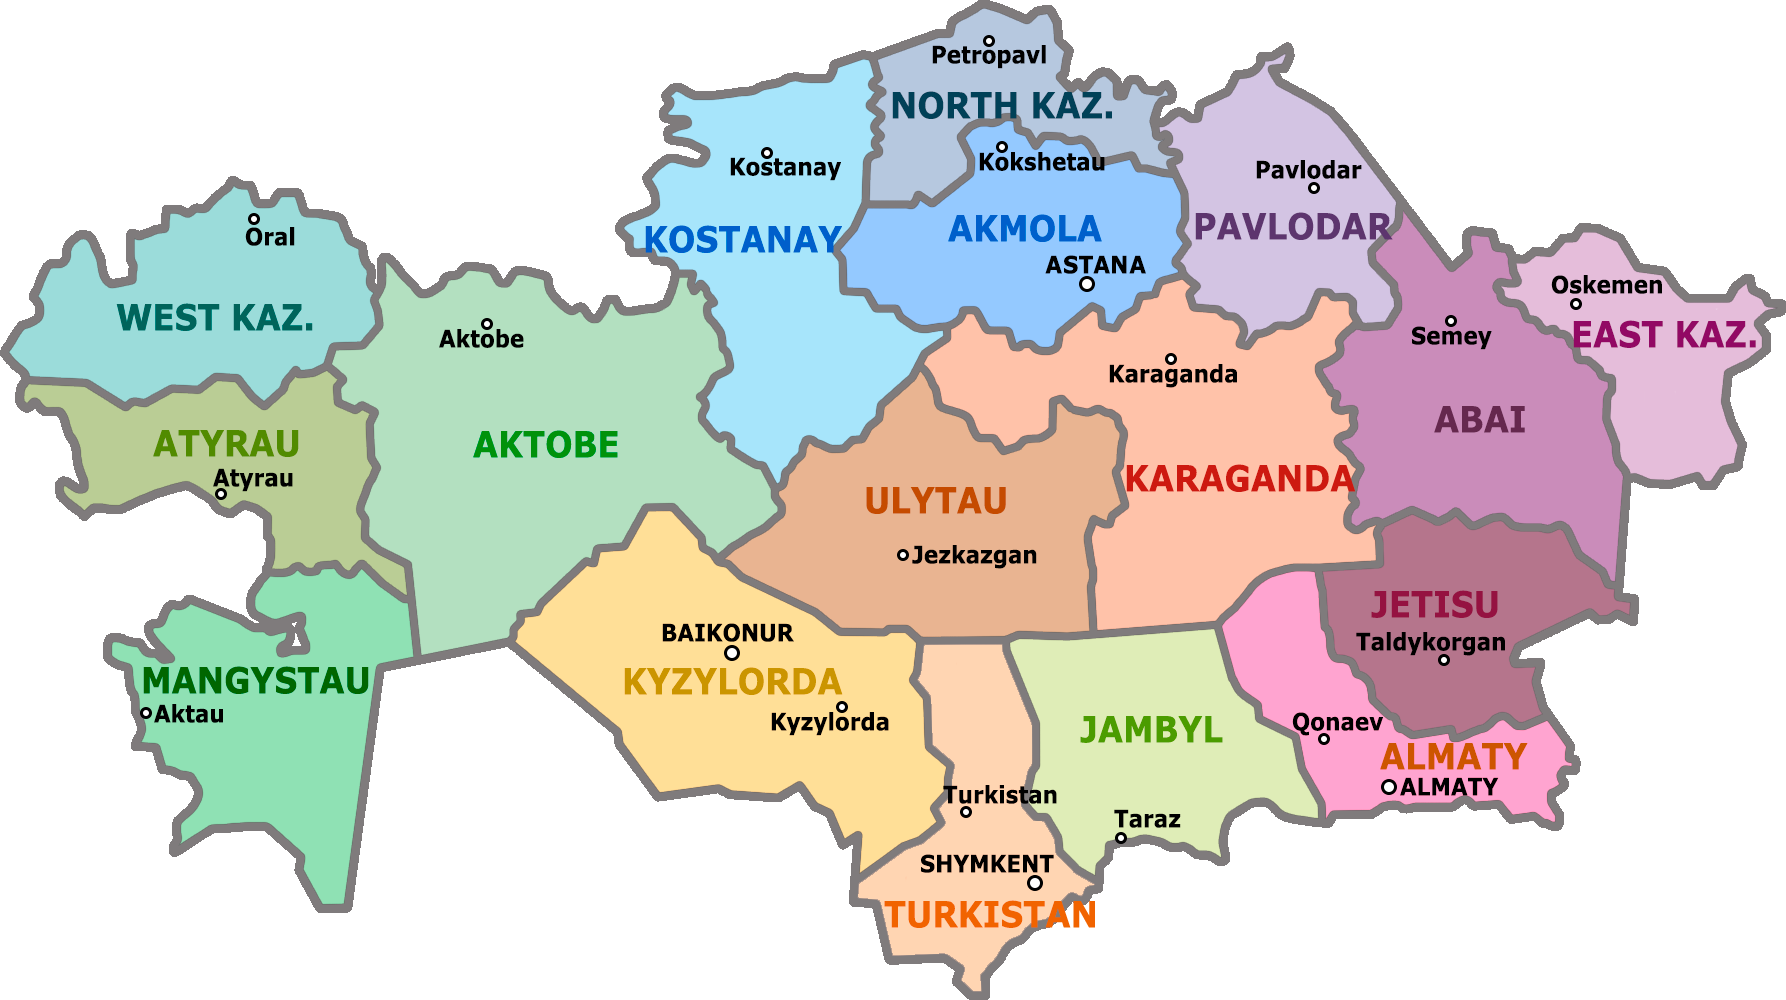 Petropavl
NORTH KAZ.
Kostanay
Kokshetau
Pavlodar
KOSTANAY
AKMOLA
PAVLODAR
ASTANA
Oral
WEST KAZ.
Aktobe
Oskemen
EAST KAZ.
Semey
Karaganda
ABAI
ATYRAU
Atyrau
AKTOBE
KARAGANDA
ULYTAU
Jezkazgan
JETISU
Taldykorgan
BAIKONUR
KYZYLORDA
Kyzylorda
MANGYSTAU
Aktau
JAMBYL
Qonaev
ALMATY
ALMATY
Turkistan
Taraz
SHYMKENT
TURKISTAN